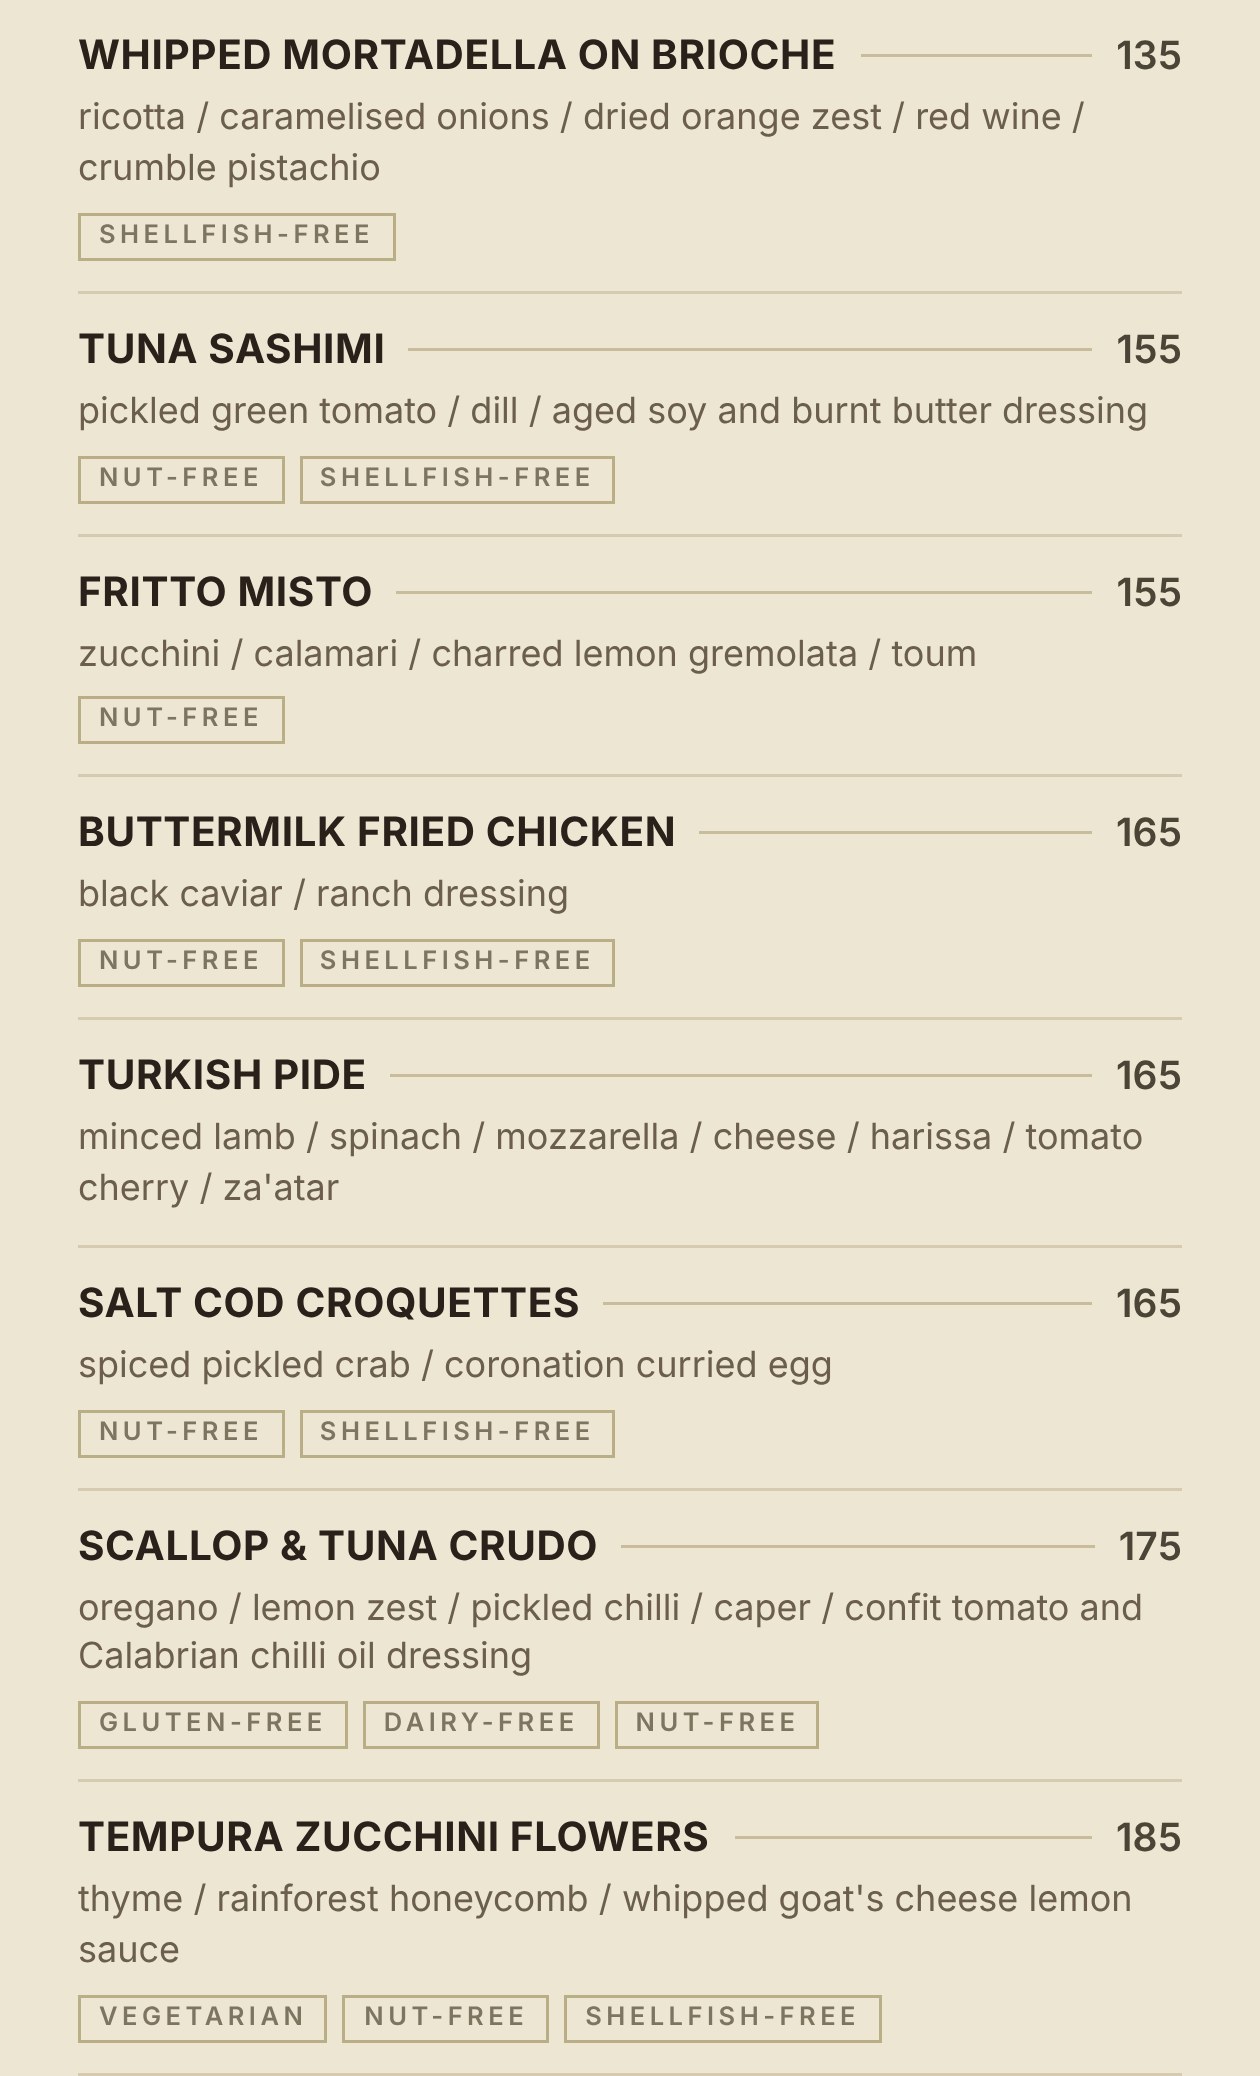 WHIPPED MORTADELLA ON BRIOCHE 135
ricotta / caramelised onions / dried orange zest / red wine /
crumble pistachio
SHELLFISH-FREE
TUNA SASHIMI 155
pickled green tomato / dill / aged soy and burnt butter dressing
NUT-FREE SHELLFISH-FREE
FRITTO MISTO 155
zucchini / calamari / charred lemon gremolata / toum
NUT-FREE
BUTTERMILK FRIED CHICKEN 165
black caviar / ranch dressing
NUT-FREE SHELLFISH-FREE
TURKISH PIDE 165
minced lamb / spinach / mozzarella / cheese / harissa / tomato
cherry / za'atar
SALT COD CROQUETTES 165
spiced pickled crab / coronation curried egg
NUT-FREE SHELLFISH-FREE
SCALLOP & TUNA CRUDO 175
oregano / lemon zest / pickled chilli / caper / confit tomato and
Calabrian chilli oil dressing
GLUTEN-FREE DAIRY-FREE NUT-FREE
TEMPURA ZUCCHINI FLOWERS 185
thyme / rainforest honeycomb / whipped goat's cheese lemon
sauce
VEGETARIAN NUT-FREE SHELLFISH-FREE